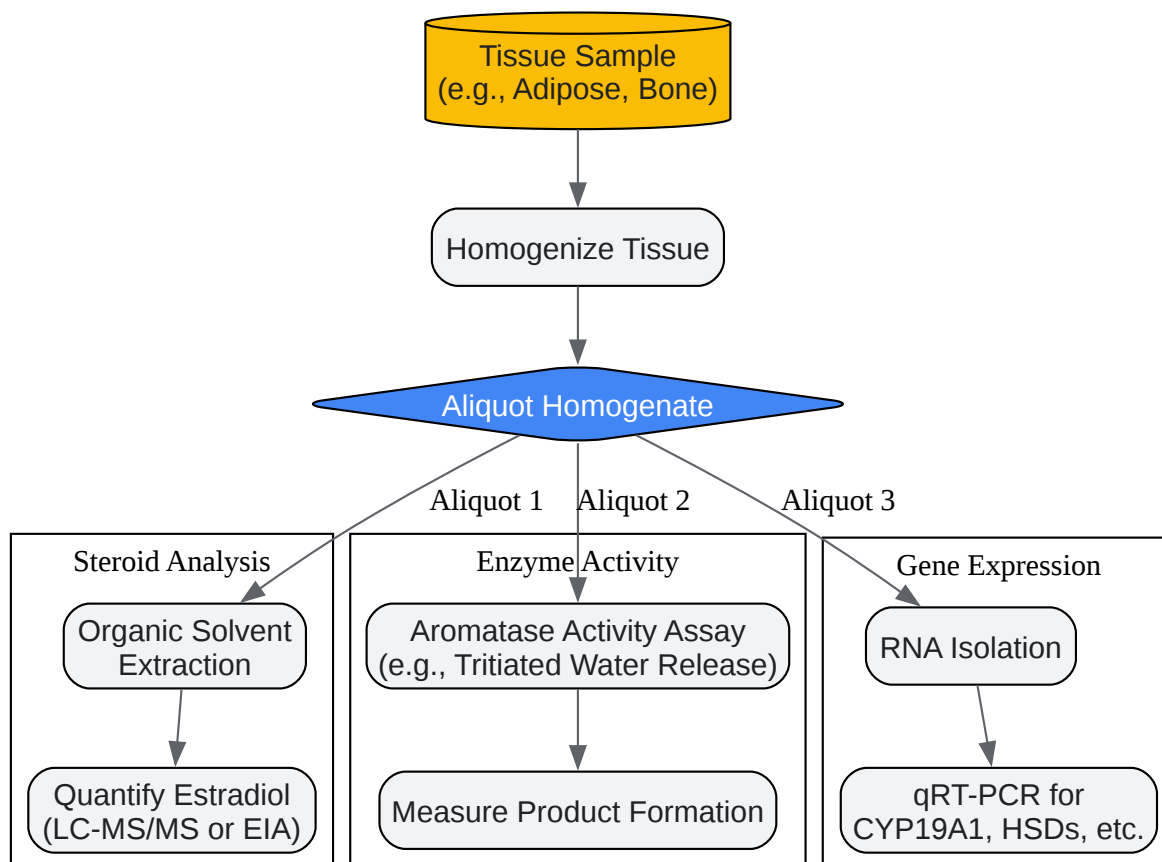 Tissue Sample
(e.g., Adipose, Bone)
Homogenize Tissue
Aliquot Homogenate
Aliquot 1
Aliquot 2
Aliquot 3
Steroid Analysis
Organic Solvent
Extraction
Quantify Estradiol
(LC-MS/MS or EIA)
Enzyme Activity
Aromatase Activity Assay
(e.g., Tritiated Water Release)
Measure Product Formation
Gene Expression
RNA Isolation
qRT-PCR for
CYP19A1, HSDs, etc.